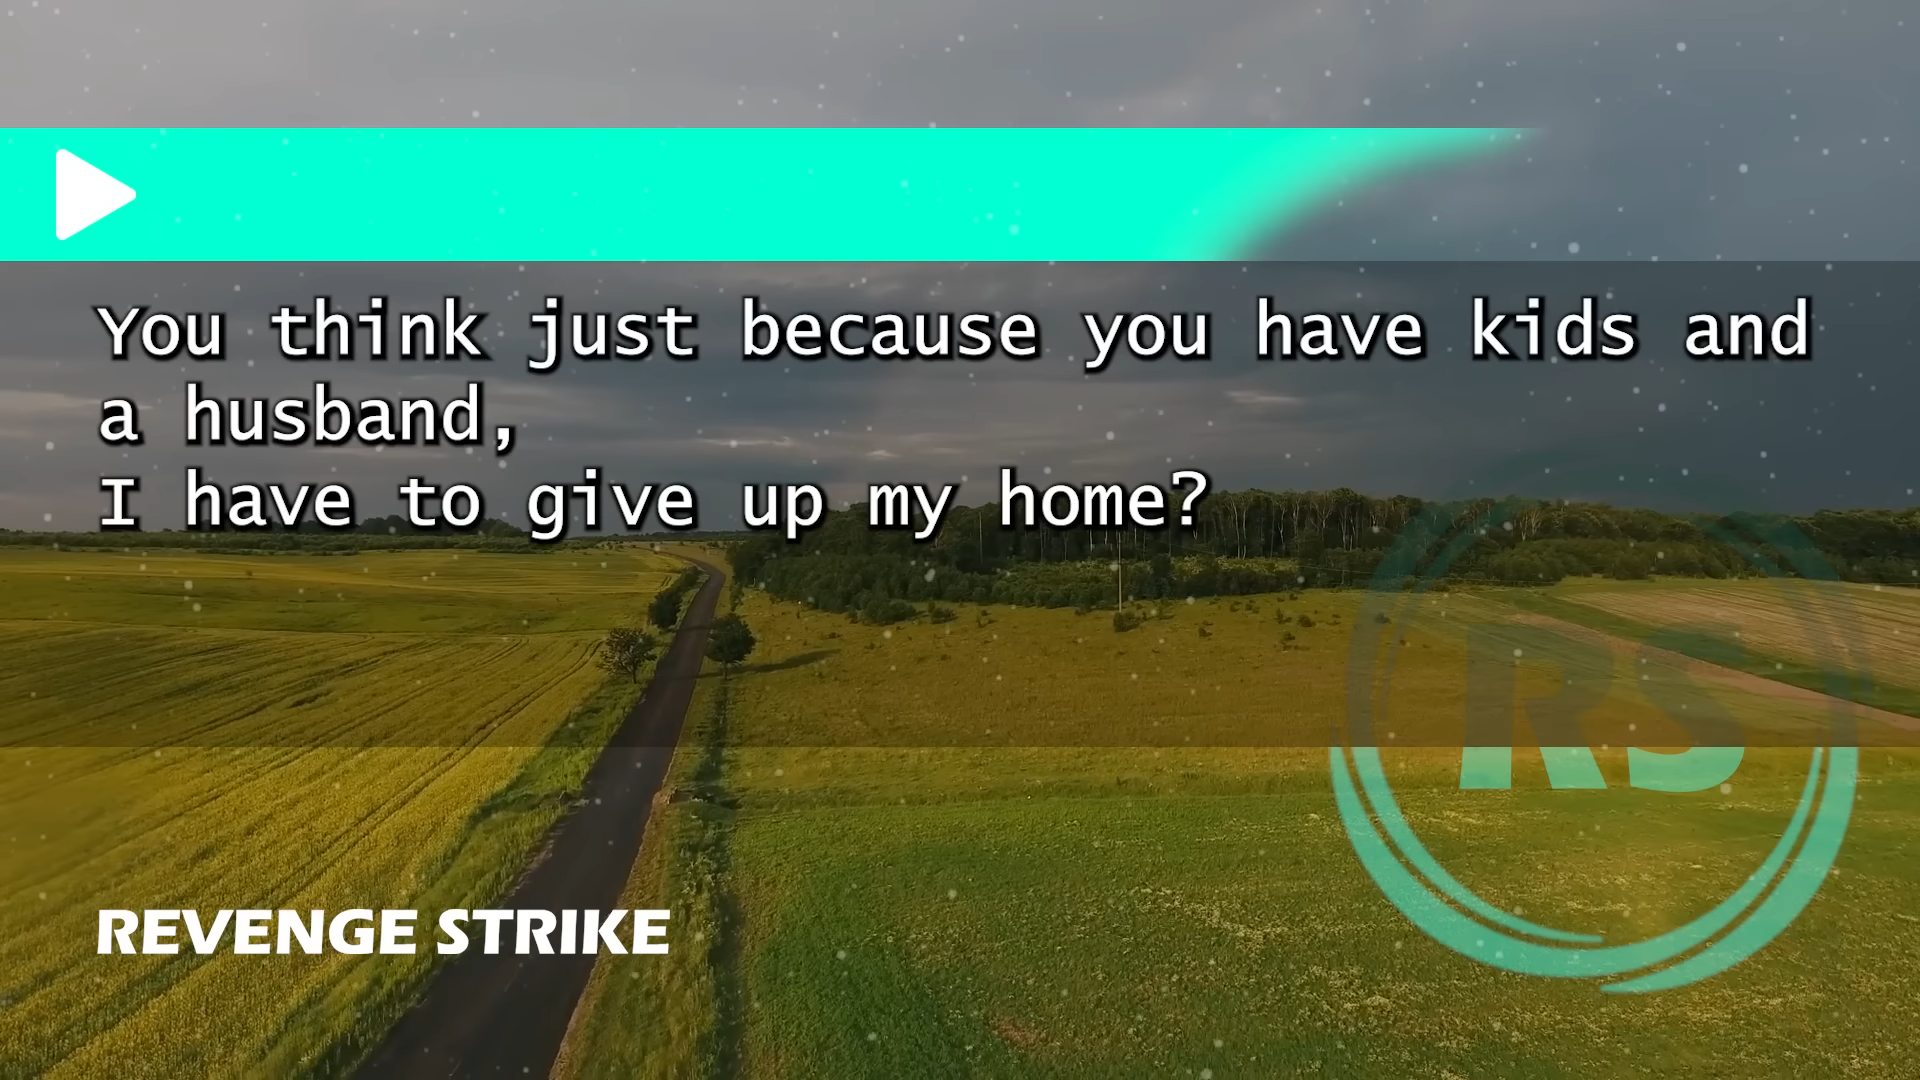 You think just because you have kids and
a husband,
I have to give up my home?
RS
REVENGE STRIKE